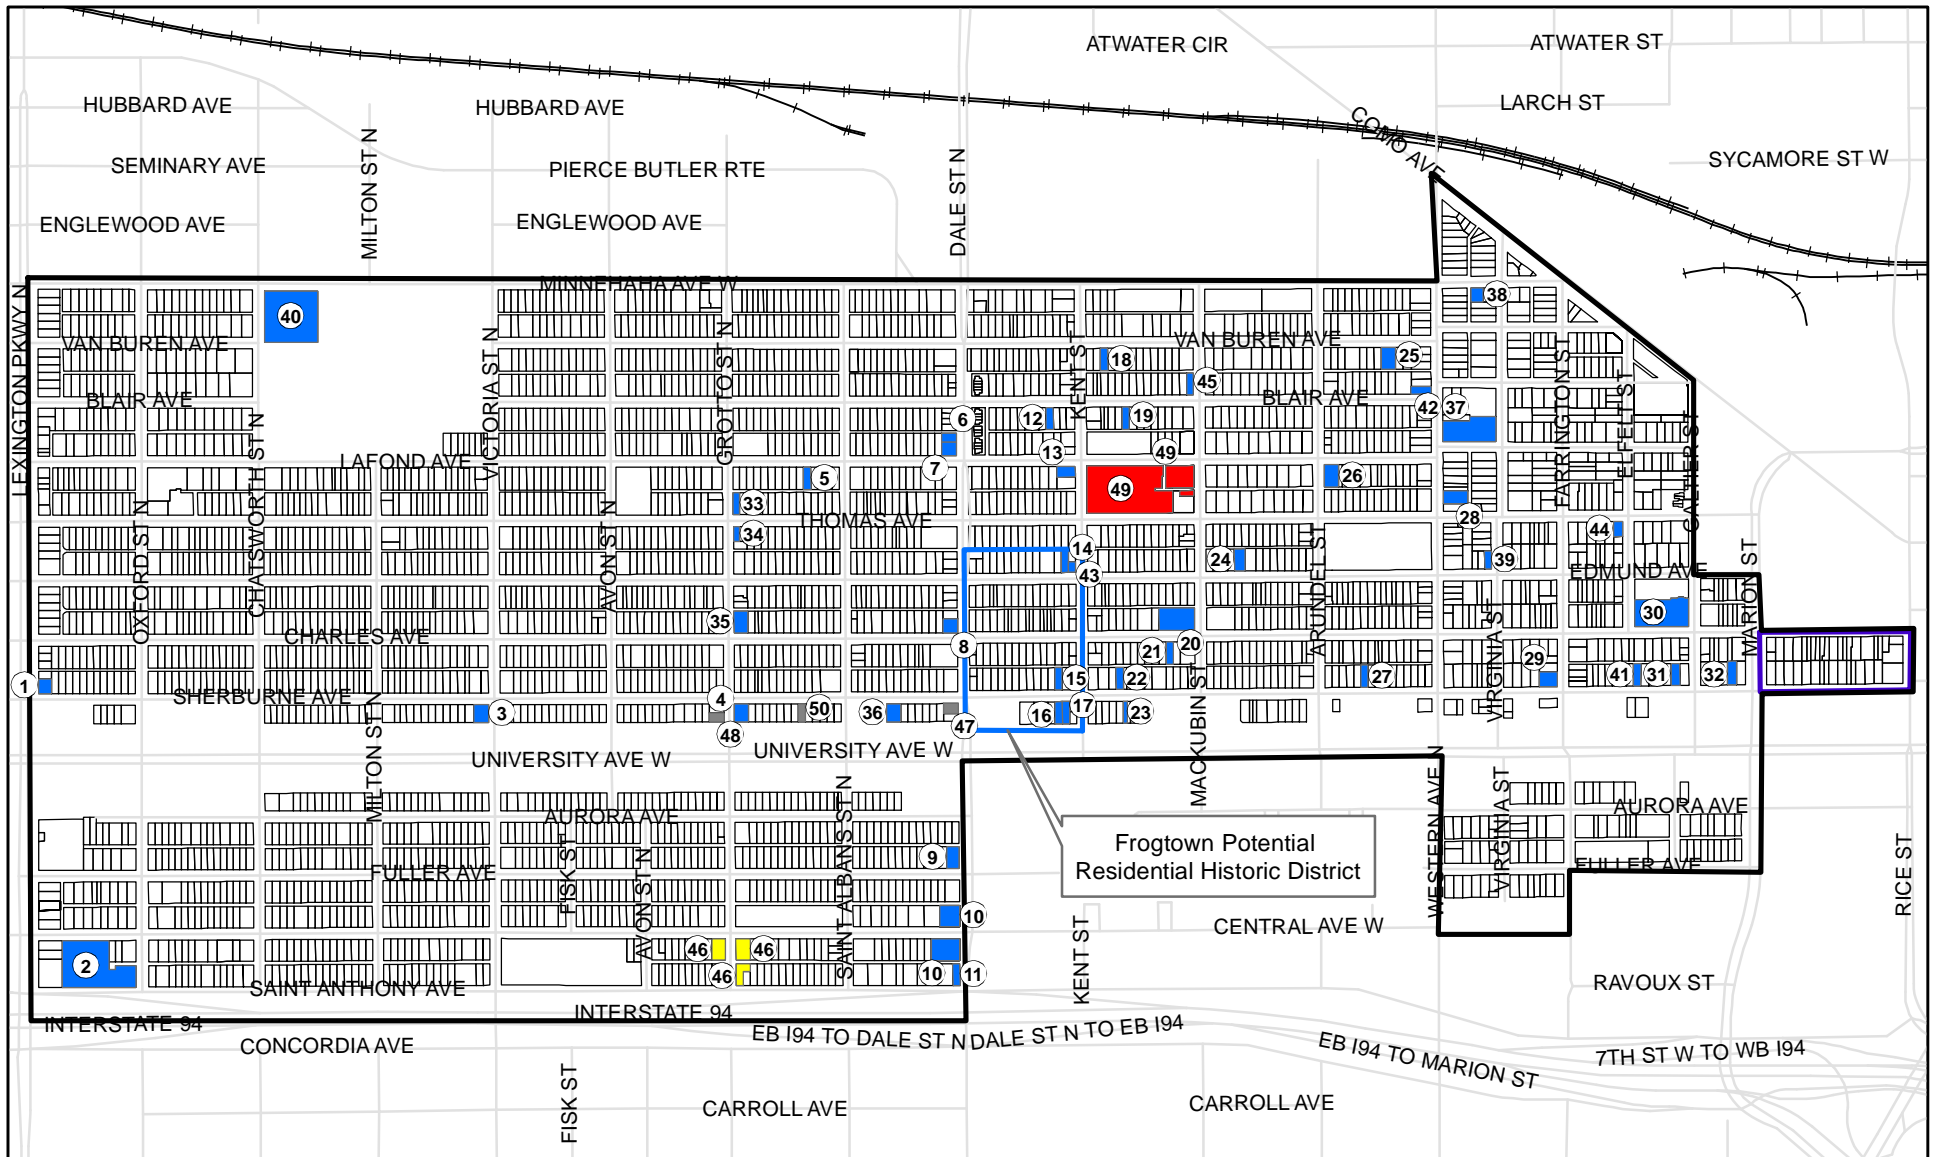 ATWATER CIR
ATWATER ST
HUBBARD AVE
HUBBARD AVE
LARCH ST
COMO AVE
MILTON ST N
DALE ST N
SEMINARY AVE
PIERCE BUTLER RTE
SYCAMORE ST W
ENGLEWOOD AVE
ENGLEWOOD AVE
MINNEHAHA AVE W
LEXINGTON PKWY N
40
38
VAN BUREN AVE
VICTORIA ST N
GROTTO ST N
KENT ST
VAN BUREN AVE
18
25
FARRINGTON ST
ELFELT ST
45
BLAIR AVE
BLAIR AVE
42
37
6
12
19
CHATSWORTH ST N
GALTIER ST
LAFOND AVE
7
13
49
5
49
26
33
THOMAS AVE
28
OXFORD ST N
AVON ST N
34
14
44
24
39
ARUNDEL ST
MARION ST
43
EDMUND AVE
35
30
CHARLES AVE
8
21
20
VIRGINIA ST
29
1
SHERBURNE AVE
15
22
MACKUBIN ST
27
41
31
32
MILTON ST N
3
4
50
36
16
17
23
48
47
UNIVERSITY AVE W
UNIVERSITY AVE W
SAINT ALBANS ST N
WESTERN AVE N
VIRGINIA ST
AURORA AVE
AURORA AVE
Frogtown Potential
Residential Historic District
9
FULLER AVE
FISK ST
AVON ST N
FULLER AVE
RICE ST
10
KENT ST
CENTRAL AVE W
46
46
2
46
10
11
SAINT ANTHONY AVE
RAVOUX ST
INTERSTATE 94
INTERSTATE 94
EB I94 TO DALE ST N
DALE ST N TO EB I94
CONCORDIA AVE
EB I94 TO MARION ST
7TH ST W TO WB I94
FISK ST
CARROLL AVE
CARROLL AVE